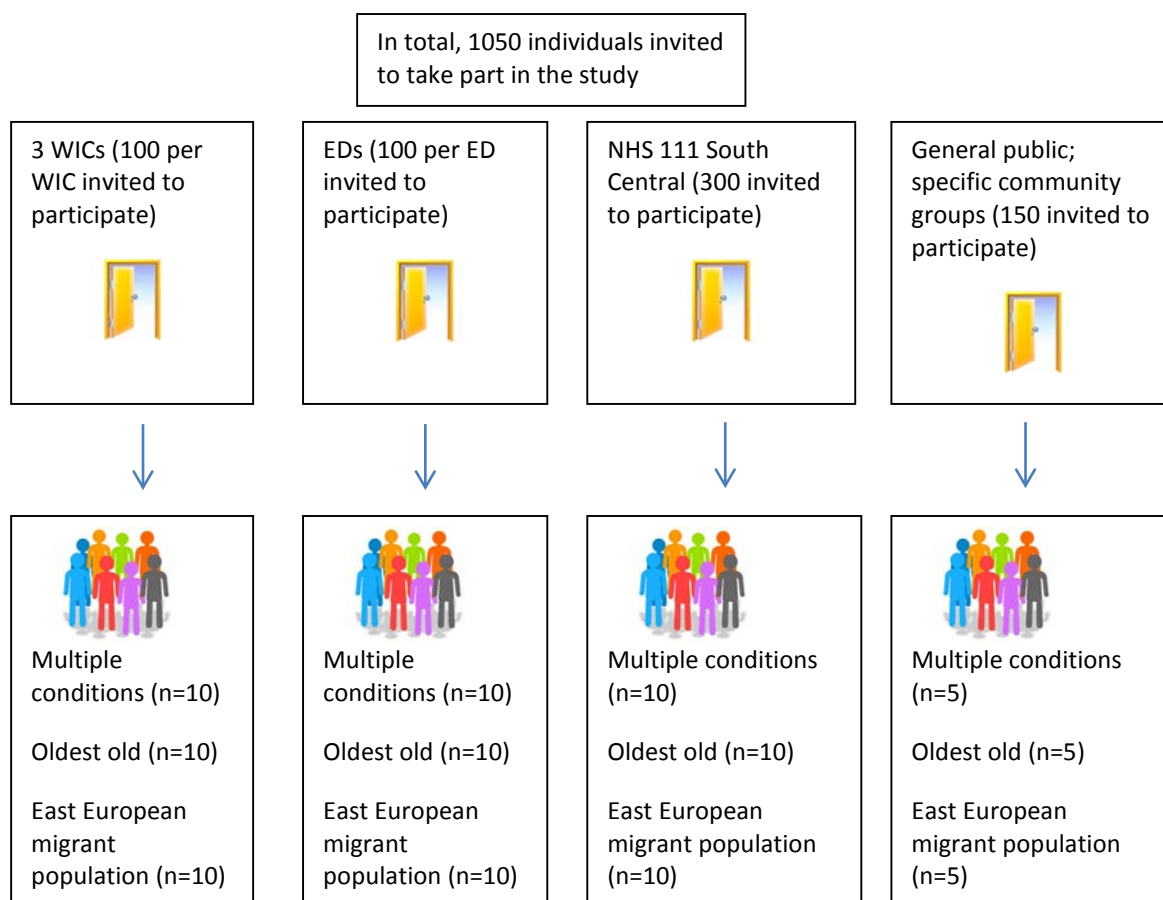 In total, 1050 individuals invited
to take part in the study
3 WICs (100 per
WIC invited to
participate)
EDs (100 per ED
invited to
participate)
NHS 111 South
Central (300 invited
to participate)
General public;
specific community
groups (150 invited to
participate)
Multiple
conditions (n=10)
Oldest old (n=10)
East European
migrant
population (n=10)
Multiple
conditions (n=10)
Oldest old (n=10)
East European
migrant
population (n=10)
Multiple conditions
(n=10)
Oldest old (n=10)
East European
migrant population
(n=10)
Multiple conditions
(n=5)
Oldest old (n=5)
East European
migrant population
(n=5)